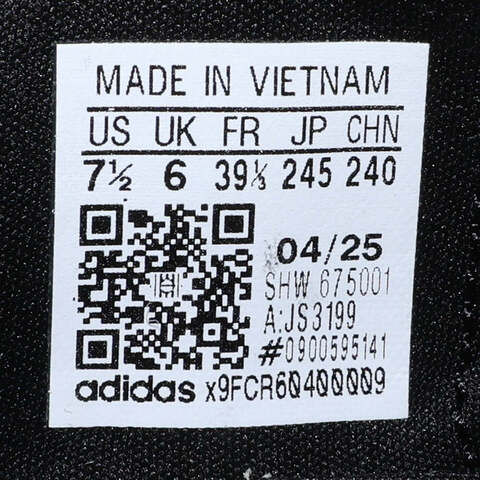 MADE IN VIETNAM
US UK FR JP CHN
7½ 6 39⅓ 245 240
04/25
SHW 675001
A:JS3199
#0900595141
adidas x9FCR60400009